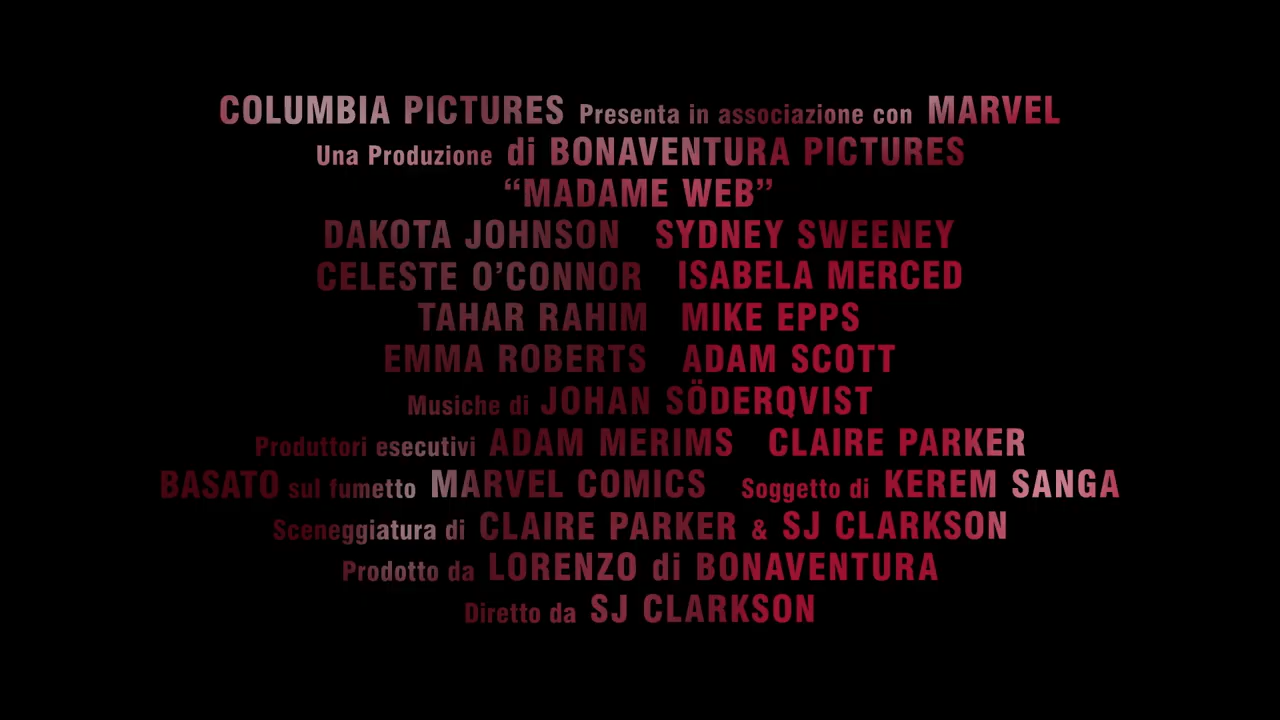 COLUMBIA PICTURES Presenta in associazione con MARVEL
Una Produzione di BONAVENTURA PICTURES
“MADAME WEB”
DAKOTA JOHNSON SYDNEY SWEENEY
CELESTE O’CONNOR ISABELA MERCED
TAHAR RAHIM MIKE EPPS
EMMA ROBERTS ADAM SCOTT
Musiche di JOHAN SÖDERQVIST
Produttori esecutivi ADAM MERIMS CLAIRE PARKER
BASATO sul fumetto MARVEL COMICS Soggetto di KEREM SANGA
Sceneggiatura di CLAIRE PARKER & SJ CLARKSON
Prodotto da LORENZO di BONAVENTURA
Diretto da SJ CLARKSON